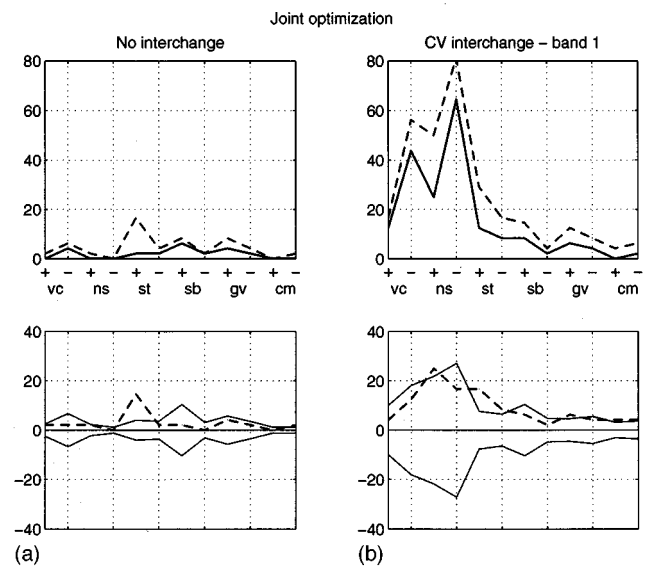 Joint optimization
No interchange
CV interchange – band 1
80
60
40
20
0
+ − + − + − + − + − + −
vc ns st sb gv cm
80
60
40
20
0
+ − + − + − + − + − + −
vc ns st sb gv cm
40
20
0
−20
−40
(a)
40
20
0
−20
−40
(b)